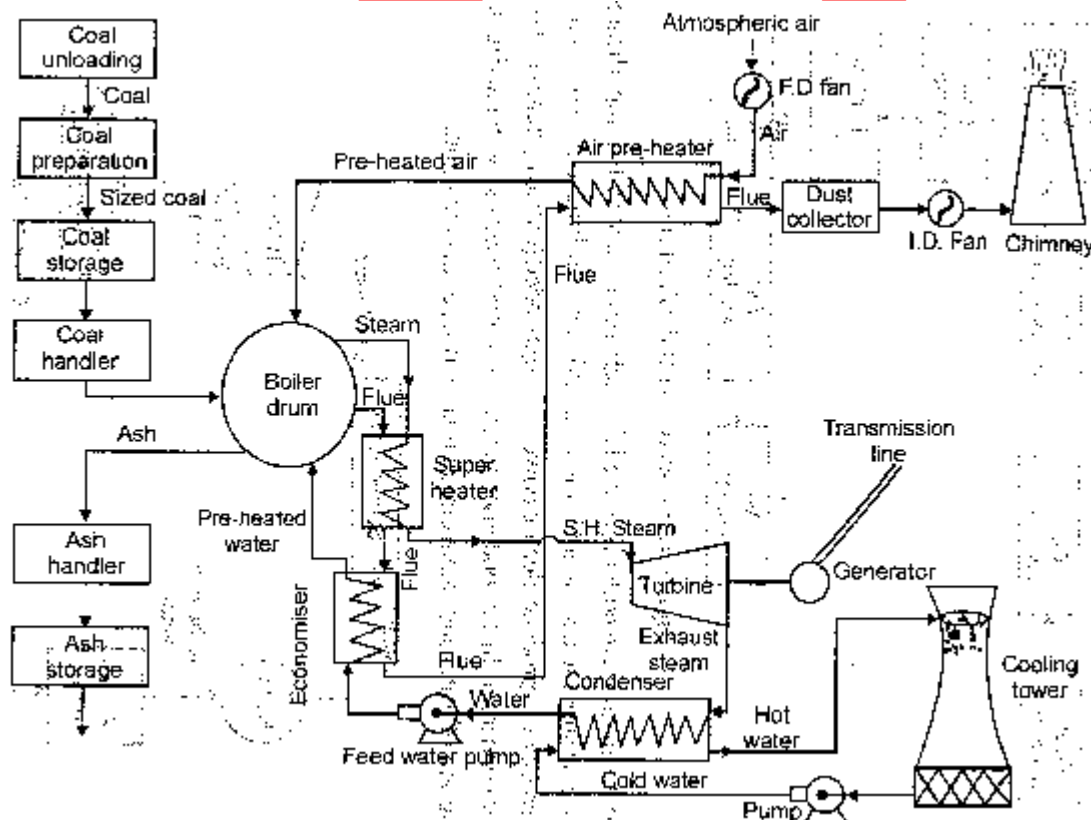 Coal
unloading
Coal
Coal
preparation
Sized coal
Coal
storage
Coal
handler
Ash
Ash
handler
Ash
storage
Atmospheric air
F.D fan
Air
Air pre-heater
Pre-heated air
Flue
Dust
collector
I.D. Fan
Chimney
Flue
Steam
Boiler
drum
Flue
Super
heater
Pre-heated
water
Flue
S.H. Steam
Economiser
Flue
Turbine
Transmission
line
Generator
Exhaust
steam
Condenser
Water
Feed water pump
Hot
water
Cold water
Pump
Cooling
tower